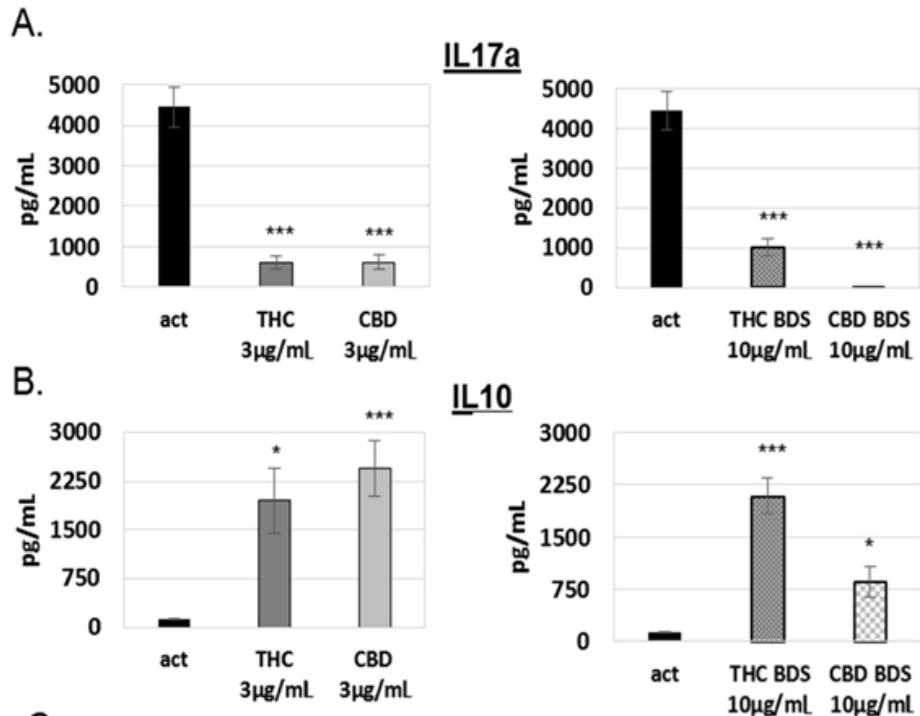 A.
IL17a
5000
4000
3000
2000
1000
0
pg/mL
***
***
act
THC
3µg/mL
CBD
3µg/mL
5000
4000
3000
2000
1000
0
pg/mL
***
***
act
THC BDS
10µg/mL
CBD BDS
10µg/mL
B.
IL10
3000
2250
1500
750
0
pg/mL
*
***
act
THC
3µg/mL
CBD
3µg/mL
3000
2250
1500
750
0
pg/mL
***
*
act
THC BDS
10µg/mL
CBD BDS
10µg/mL